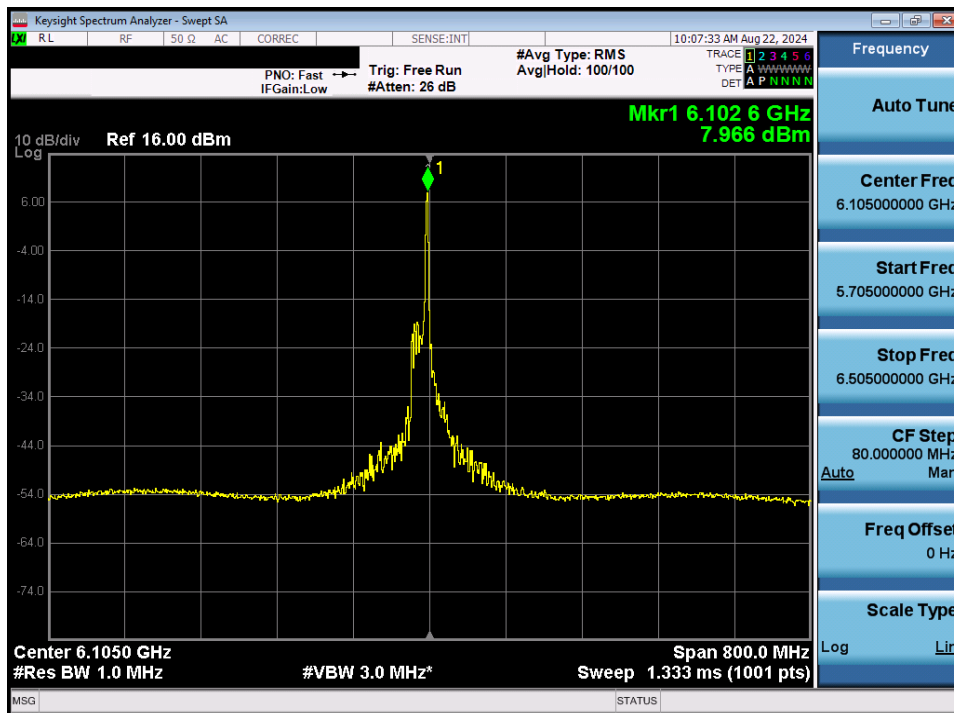 Keysight Spectrum Analyzer - Swept SA
LXI RL RF 50 Ω AC CORREC SENSE:INT 10:07:33 AM Aug 22, 2024
PNO: Fast
IFGain:Low
Trig: Free Run
#Atten: 26 dB
#Avg Type: RMS
Avg|Hold: 100/100
TRACE 1 2 3 4 5 6
TYPE A W W W W W
DET A P N N N N
Mkr1 6.102 6 GHz
7.966 dBm
10 dB/div
Log
Ref 16.00 dBm
1
6.00
-4.00
-14.0
-24.0
-34.0
-44.0
-54.0
-64.0
-74.0
Center 6.1050 GHz
#Res BW 1.0 MHz
#VBW 3.0 MHz*
Span 800.0 MHz
Sweep 1.333 ms (1001 pts)
MSG
STATUS
Frequency
Auto Tune
Center Freq
6.105000000 GHz
Start Freq
5.705000000 GHz
Stop Freq
6.505000000 GHz
CF Step
80.000000 MHz
Auto Man
Freq Offset
0 Hz
Scale Type
Log Lin